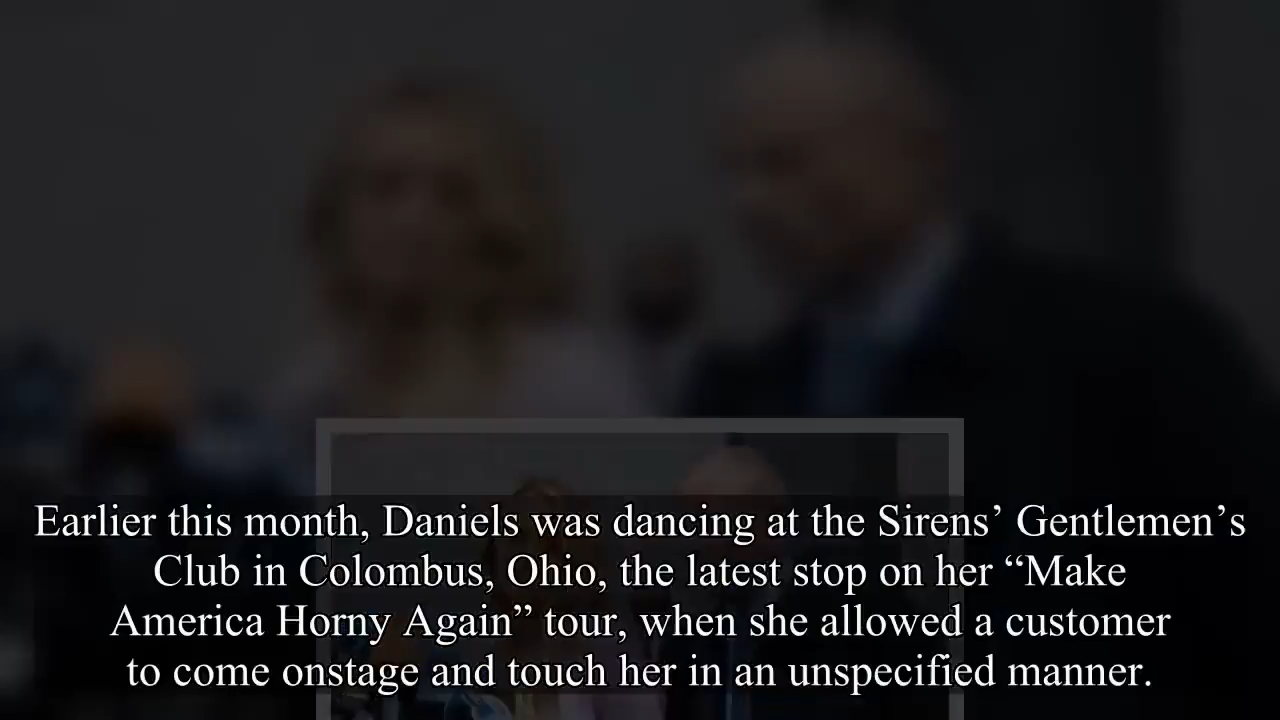 Earlier this month, Daniels was dancing at the Sirens’ Gentlemen’s
Club in Colombus, Ohio, the latest stop on her “Make
America Horny Again” tour, when she allowed a customer
to come onstage and touch her in an unspecified manner.